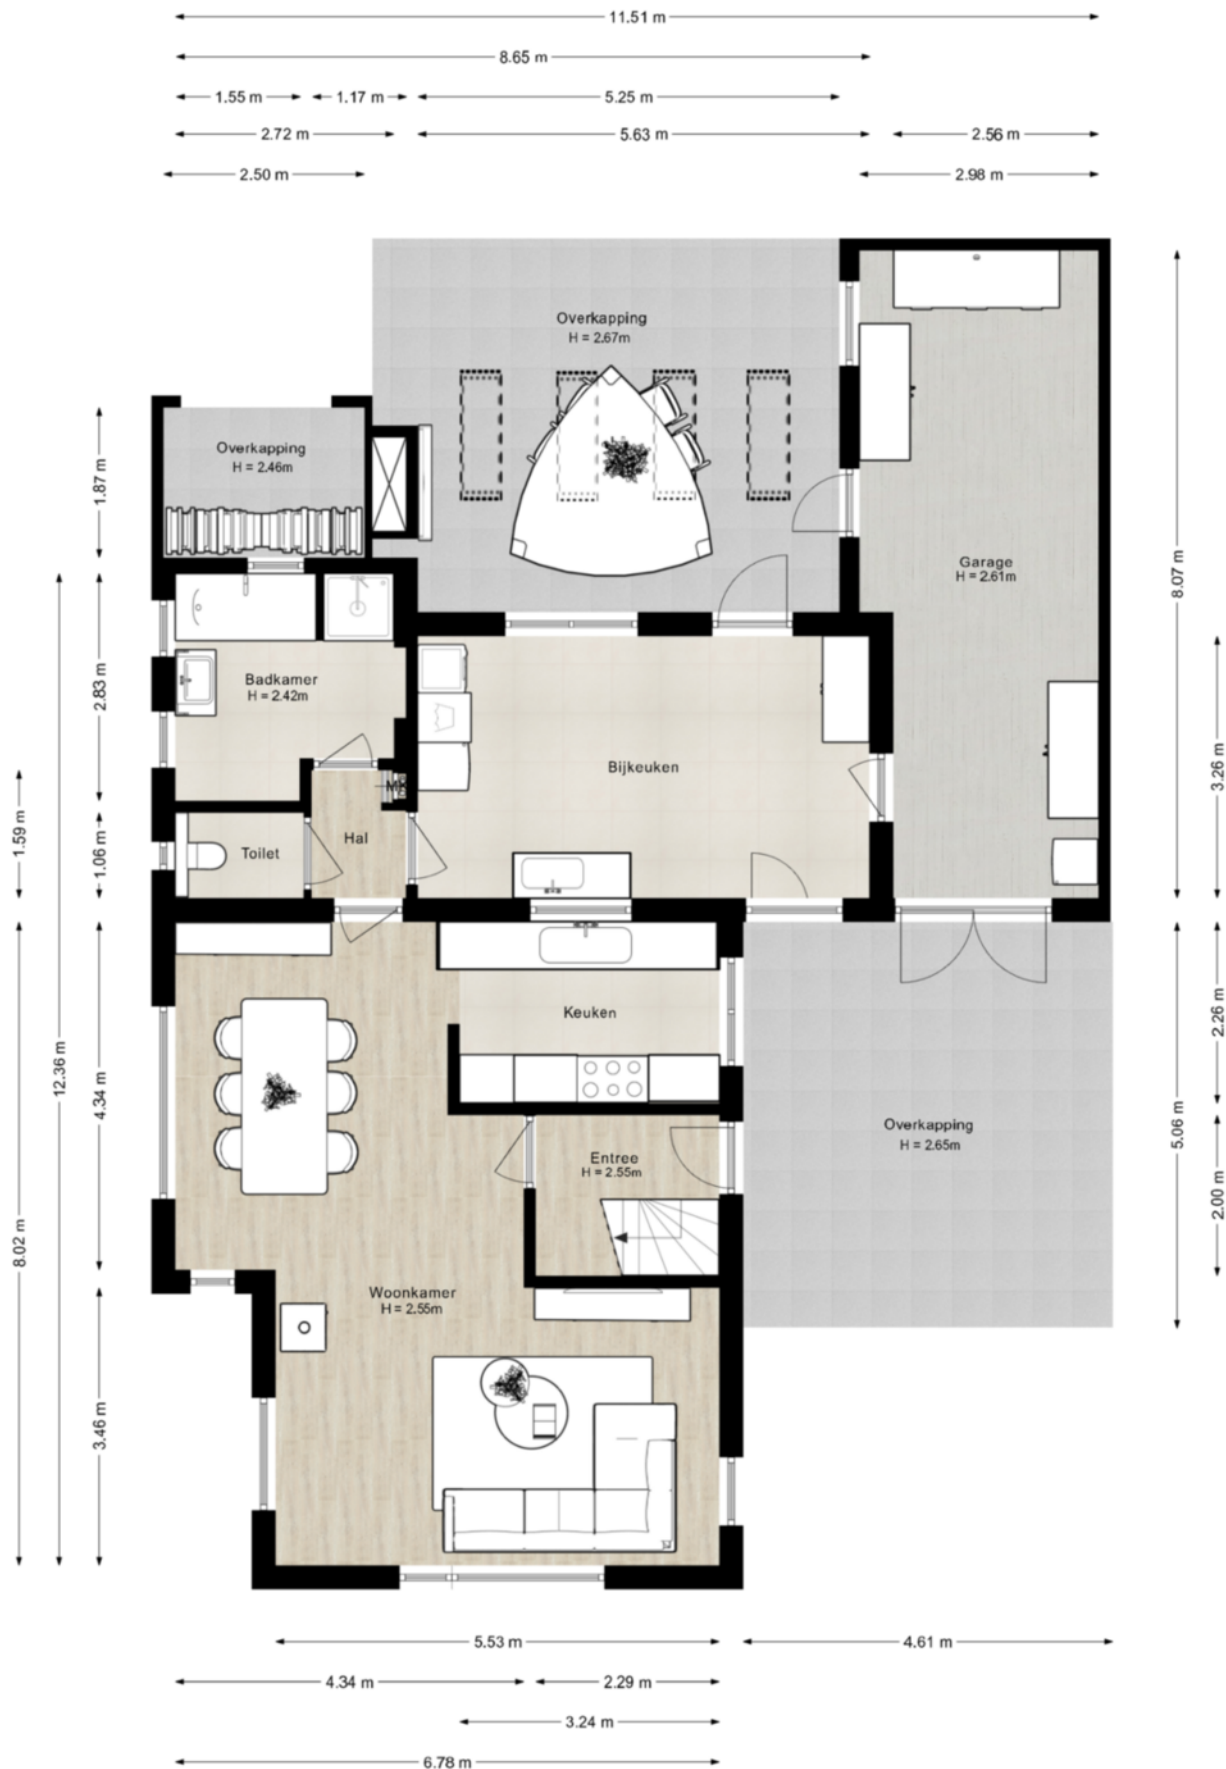 11.51 m
8.65 m
1.55 m
1.17 m
5.25 m
2.72 m
5.63 m
2.56 m
2.50 m
2.98 m
Overkapping
H = 2.67m
Overkapping
H = 2.46m
1.87 m
Garage
H = 2.61m
8.07 m
Badkamer
H = 2.42m
2.83 m
Bijkeuken
3.26 m
1.59 m
1.06 m
Toilet
Hal
Keuken
2.26 m
12.36 m
4.34 m
Overkapping
H = 2.65m
5.06 m
Entree
H = 2.55m
2.00 m
8.02 m
Woonkamer
H = 2.55m
3.46 m
5.53 m
4.61 m
4.34 m
2.29 m
3.24 m
6.78 m